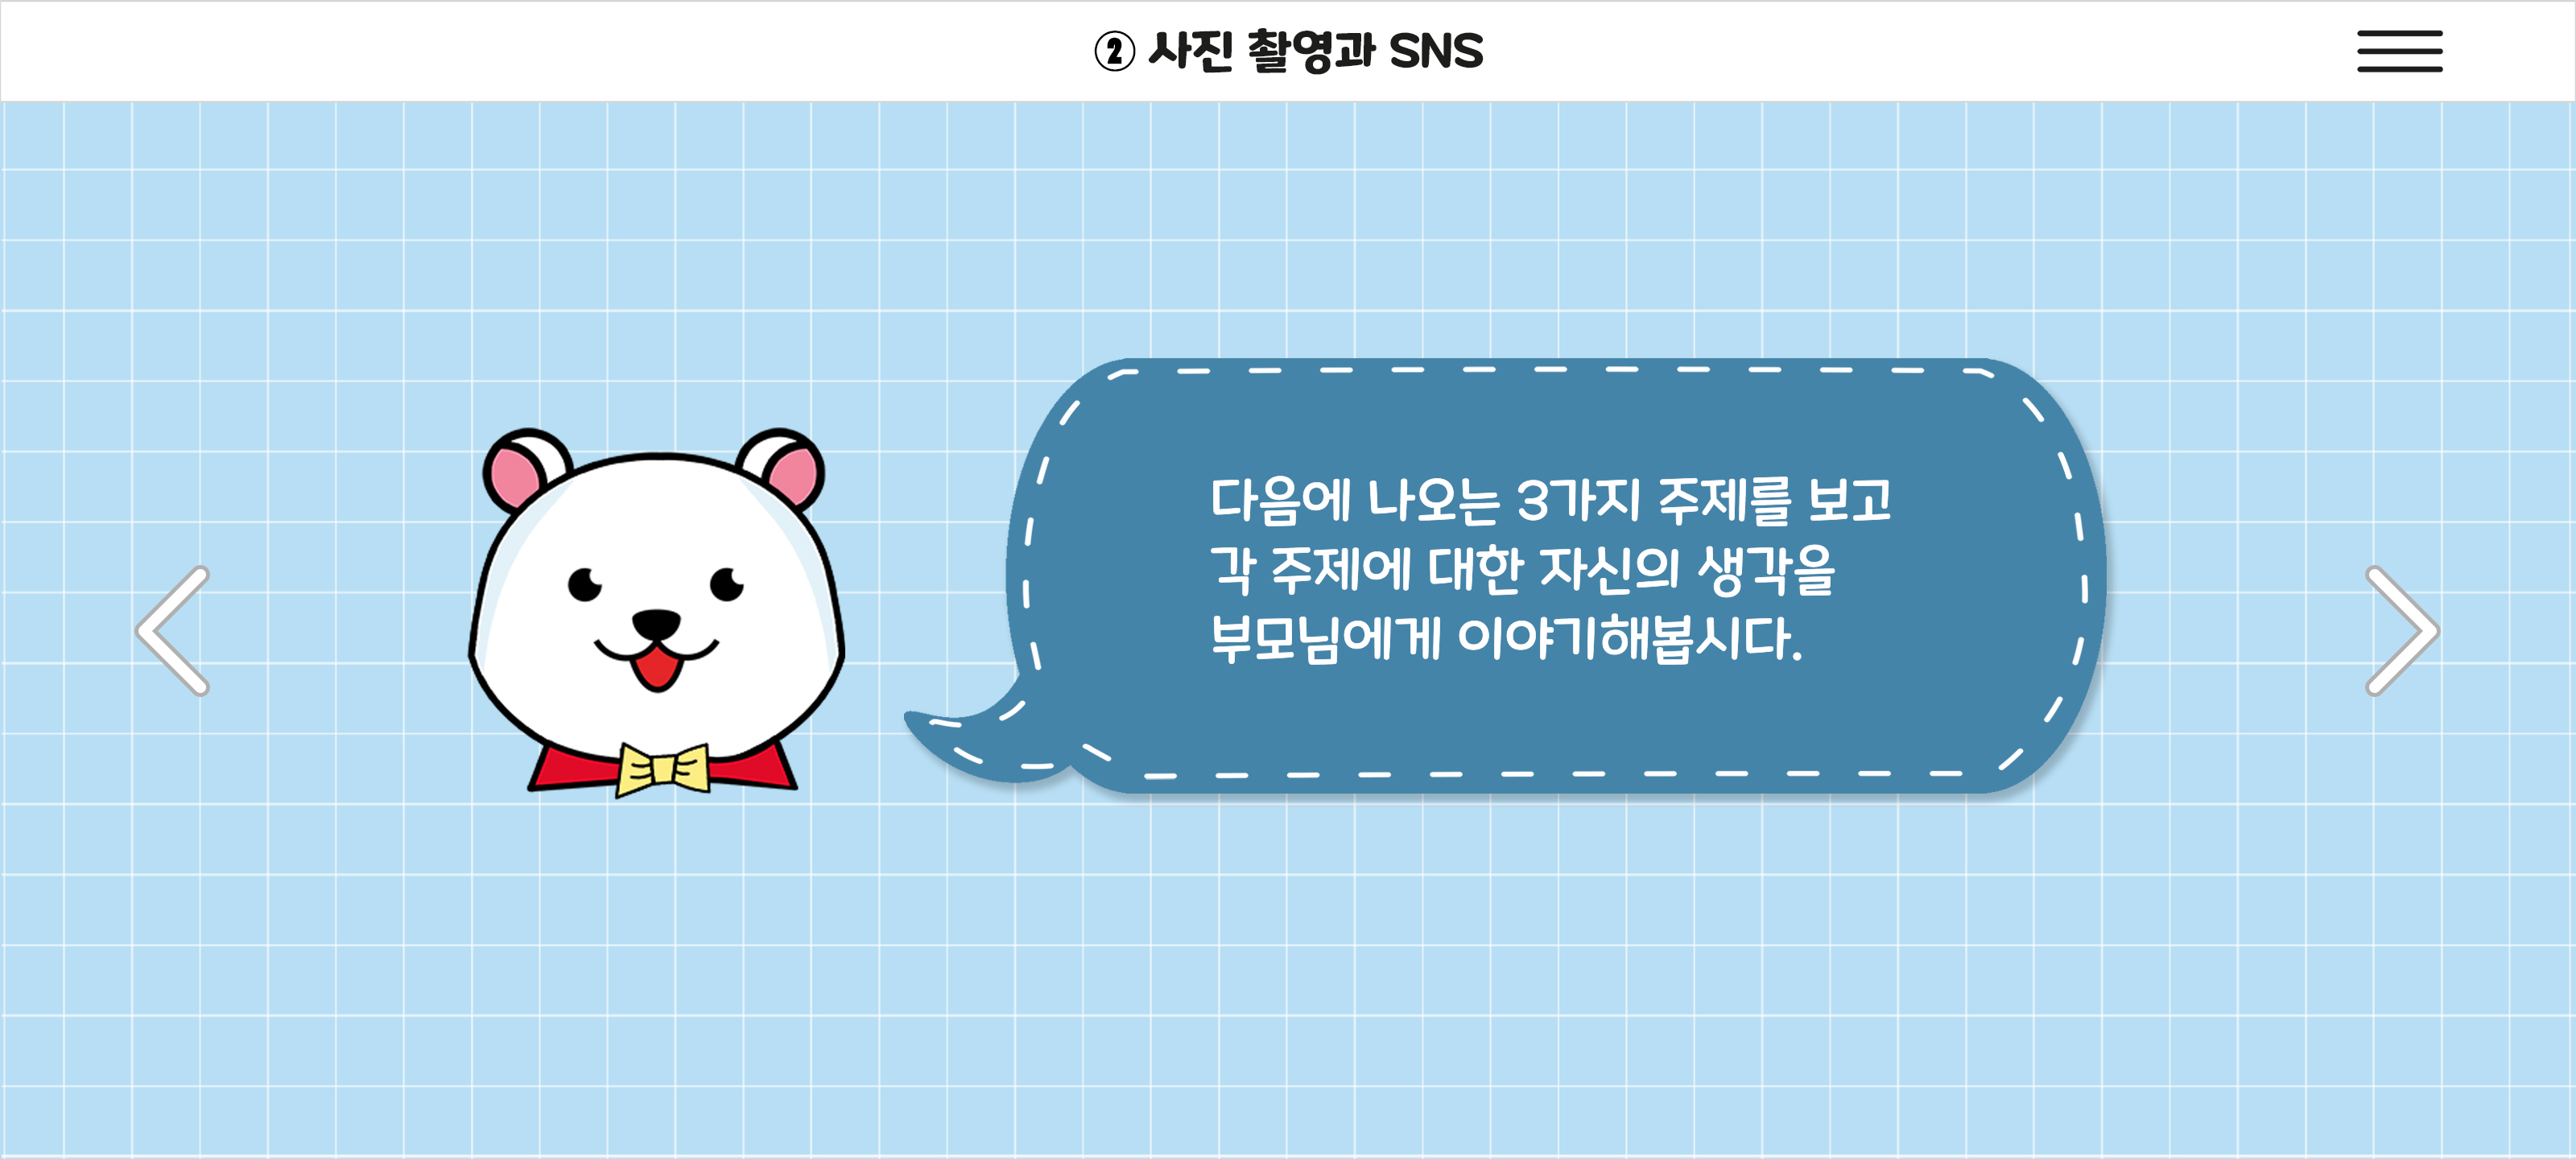 ② 사진 촬영과 SNS
다음에 나오는 3가지 주제를 보고
각 주제에 대한 자신의 생각을
부모님에게 이야기해봅시다.